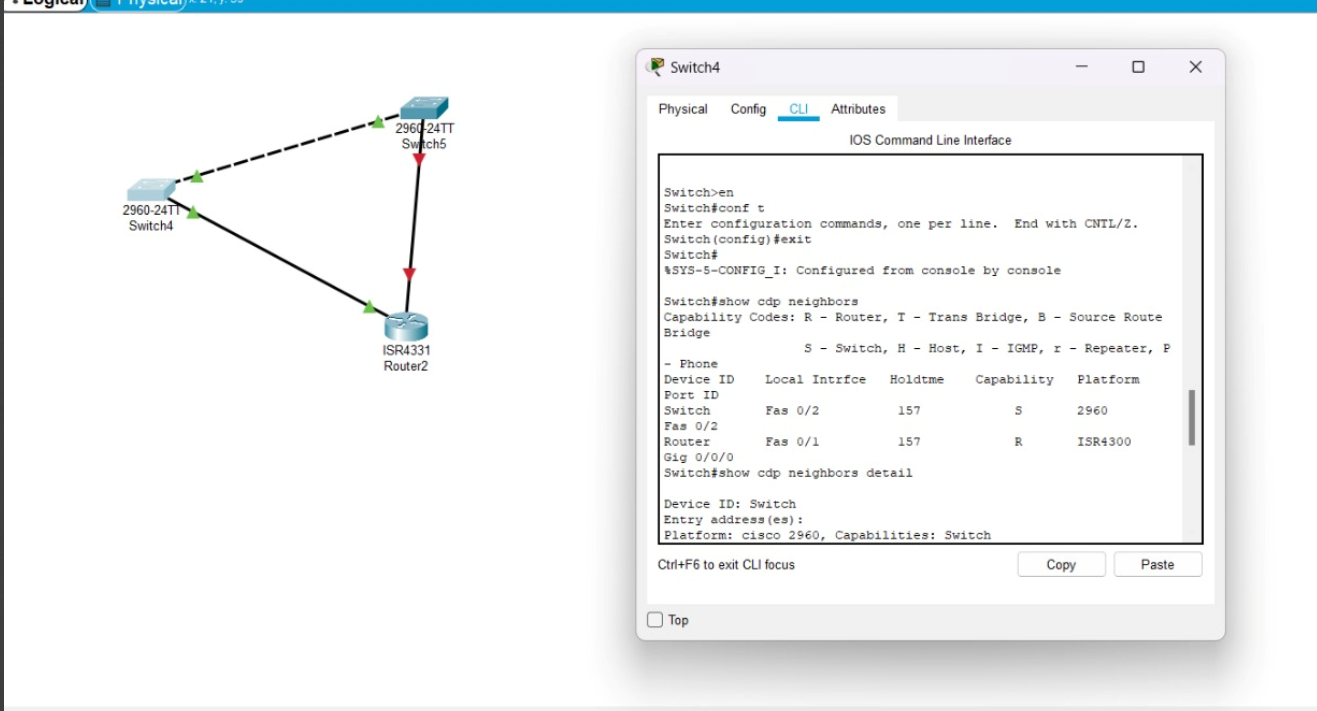 Logical Physical
2960-24TT
Switch5
2960-24TT
Switch4
ISR4331
Router2
Switch4
Physical Config CLI Attributes
IOS Command Line Interface
Switch>en
Switch#conf t
Enter configuration commands, one per line.  End with CNTL/Z.
Switch(config)#exit
Switch#
%SYS-5-CONFIG_I: Configured from console by console
Switch#show cdp neighbors
Capability Codes: R - Router, T - Trans Bridge, B - Source Route
Bridge
S - Switch, H - Host, I - IGMP, r - Repeater, P
- Phone
Device ID    Local Intrfce   Holdtme    Capability   Platform
Port ID
Switch       Fas 0/2          157            S       2960
Fas 0/2
Router       Fas 0/1          157            R       ISR4300
Gig 0/0/0
Switch#show cdp neighbors detail
Device ID: Switch
Entry address(es):
Platform: cisco 2960, Capabilities: Switch
Ctrl+F6 to exit CLI focus
Copy
Paste
Top